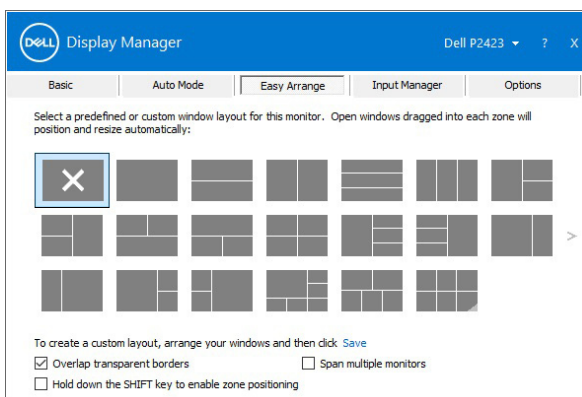 DELL Display Manager Dell P2423 ? X
Basic Auto Mode Easy Arrange Input Manager Options
Select a predefined or custom window layout for this monitor. Open windows dragged into each zone will
position and resize automatically:
>
To create a custom layout, arrange your windows and then click Save
Overlap transparent borders Span multiple monitors
Hold down the SHIFT key to enable zone positioning